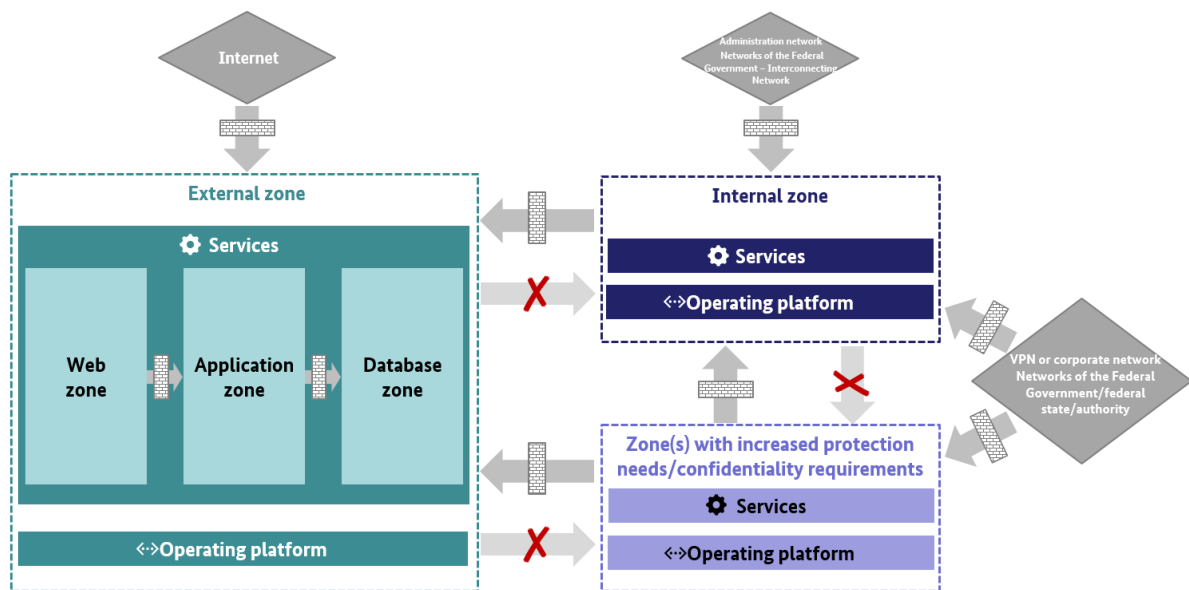 Internet
Administration network
Networks of the Federal
Government – Interconnecting
Network
External zone
Services
Web
zone
Application
zone
Database
zone
Operating platform
Internal zone
Services
Operating platform
VPN or corporate network
Networks of the Federal
Government/federal
state/authority
Zone(s) with increased protection
needs/confidentiality requirements
Services
Operating platform